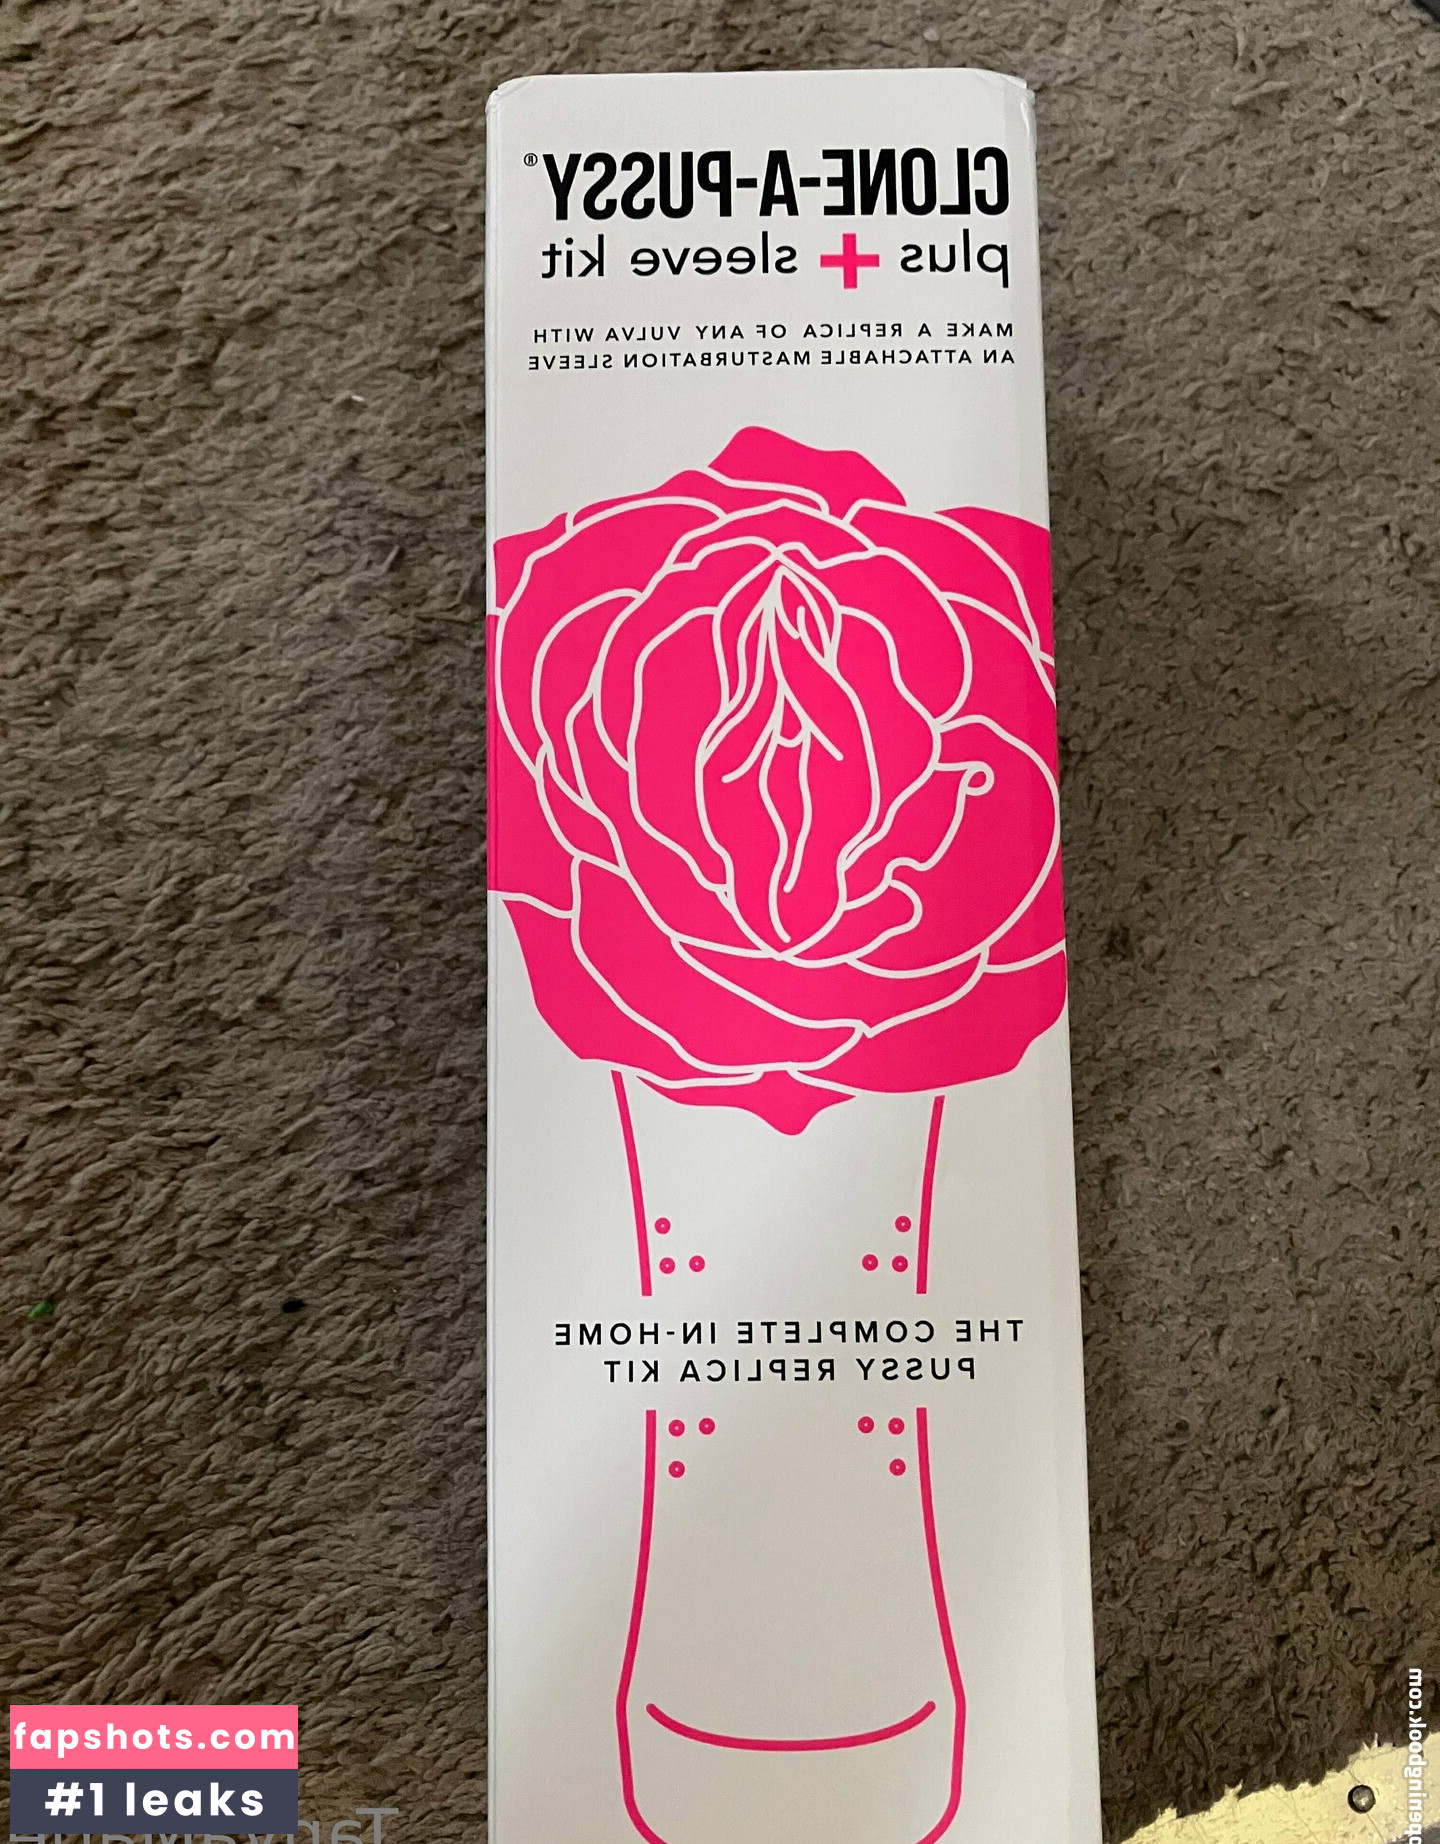 CLONE-A-PUSSY®
plus + sleeve kit
MAKE A REPLICA OF ANY VULVA WITH
AN ATTACHABLE MASTURBATION SLEEVE
THE COMPLETE IN-HOME
PUSSY REPLICA KIT
fapshots.com
#1 leaks